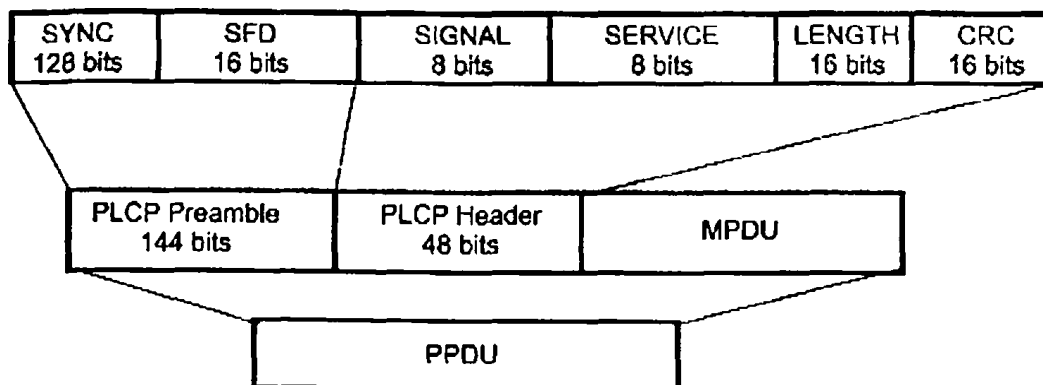 SYNC SFD SIGNAL SERVICE LENGTH CRC
128 bits 16 bits 8 bits 8 bits 16 bits 16 bits
PLCP Preamble PLCP Header MPDU
144 bits 48 bits
PPDU